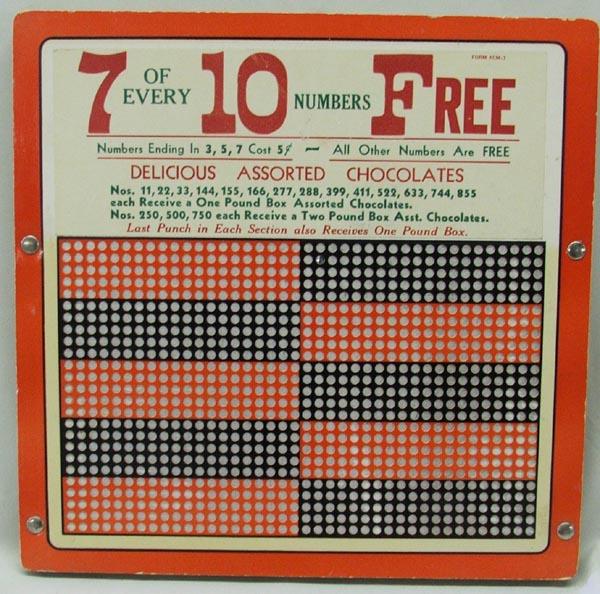 FORM ACM-7
7 OF EVERY 10 NUMBERS FREE
Numbers Ending In 3, 5, 7 Cost 5¢ — All Other Numbers Are FREE
DELICIOUS ASSORTED CHOCOLATES
Nos. 11, 22, 33, 144, 155, 166, 277, 288, 399, 411, 522, 633, 744, 855
each Receive a One Pound Box Assorted Chocolates.
Nos. 250, 500, 750 each Receive a Two Pound Box Asst. Chocolates.
Last Punch in Each Section also Receives One Pound Box.